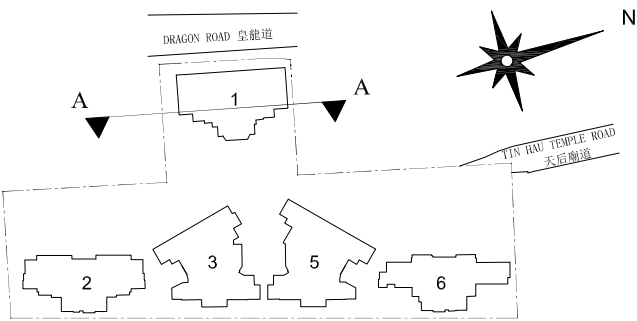 DRAGON ROAD 皇龍道
N
A
A
1
TIN HAU TEMPLE ROAD
天后廟道
2
3
5
6